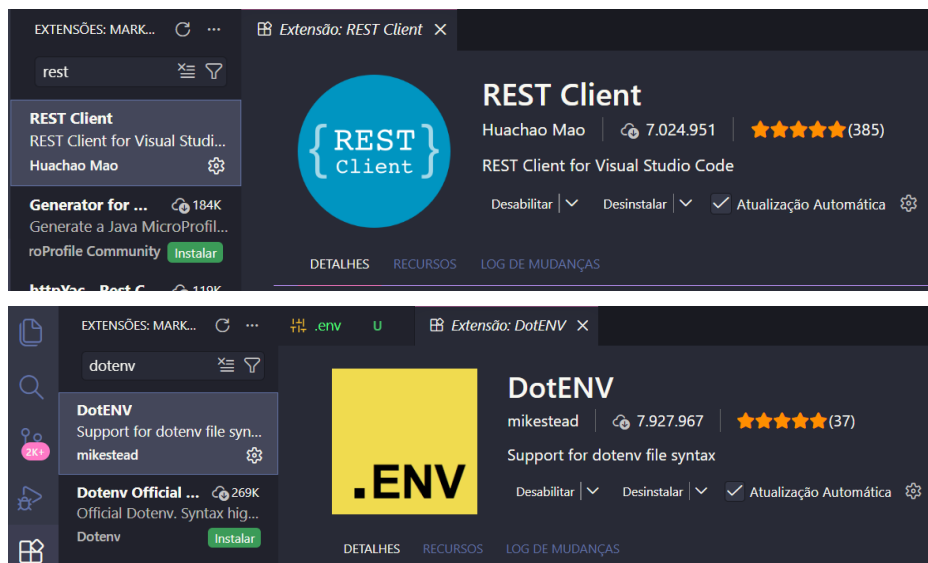 EXTENSÕES: MARK...
Extensão: REST Client
rest
REST Client
REST Client for Visual Studi...
Huachao Mao
Generator for ...
184K
Generate a Java MicroProfil...
roProfile Community
Instalar
{REST}
Client
REST Client
Huachao Mao
7.024.951
(385)
REST Client for Visual Studio Code
Desabilitar
Desinstalar
Atualização Automática
DETALHES
RECURSOS
LOG DE MUDANÇAS
2K+
EXTENSÕES: MARK...
.env
U
Extensão: DotENV
dotenv
DotENV
Support for dotenv file syn...
mikestead
Dotenv Official ...
269K
Official Dotenv. Syntax hig...
Dotenv
Instalar
.ENV
DotENV
mikestead
7.927.967
(37)
Support for dotenv file syntax
Desabilitar
Desinstalar
Atualização Automática
DETALHES
RECURSOS
LOG DE MUDANÇAS